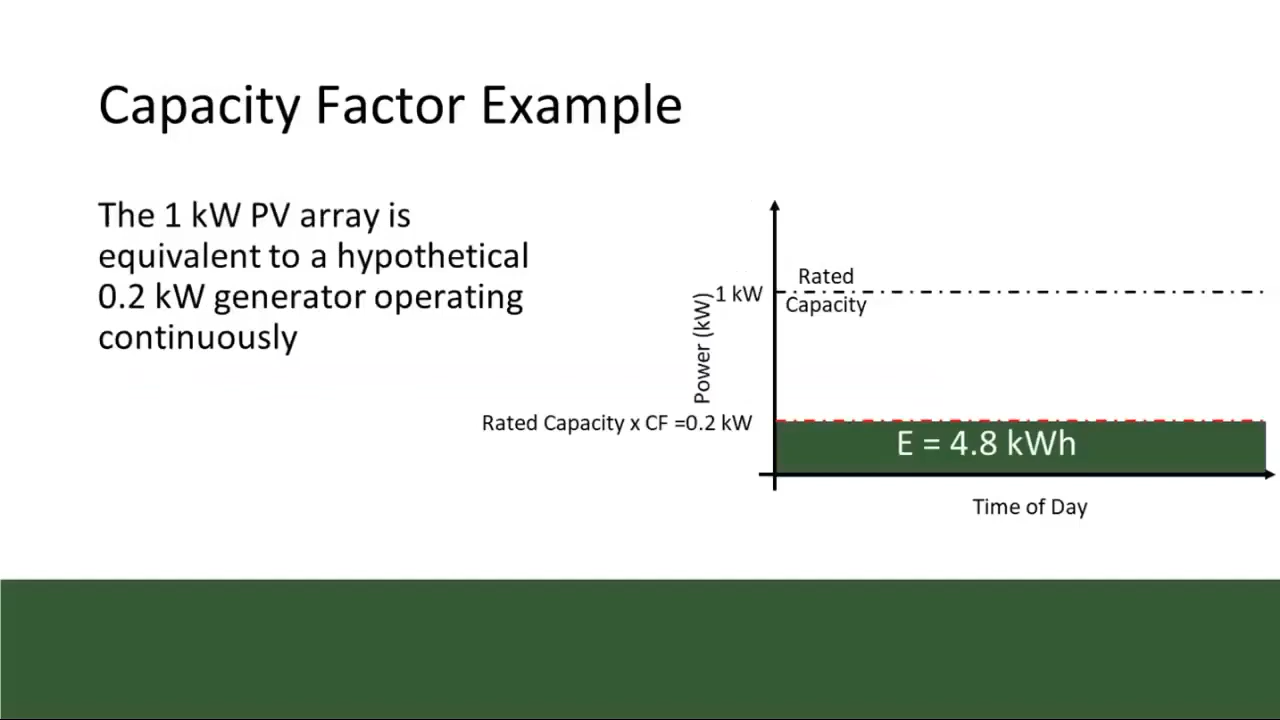 Capacity Factor Example
The 1 kW PV array is
equivalent to a hypothetical
0.2 kW generator operating
continuously
Power (kW)
1 kW
Rated
Capacity
Rated Capacity x CF =0.2 kW
E = 4.8 kWh
Time of Day